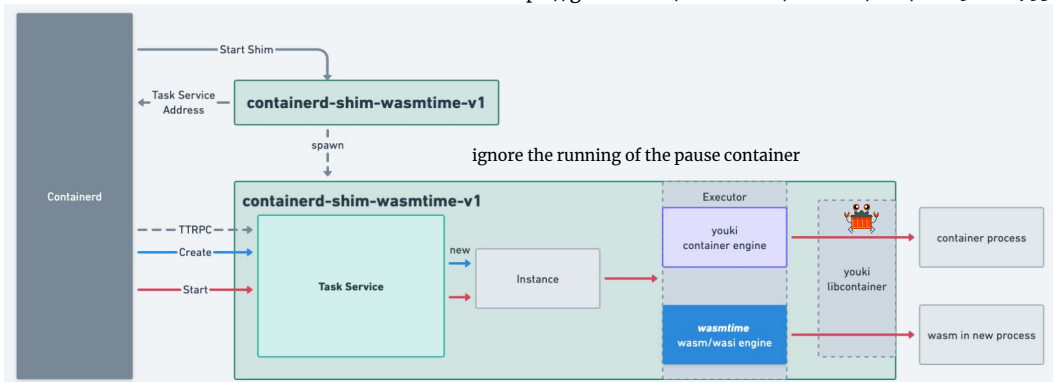 Start Shim
Task Service
Address
containerd-shim-wasmtime-v1
spawn
ignore the running of the pause container
Containerd
containerd-shim-wasmtime-v1
Executor
TTRPC
Create
Start
Task Service
new
Instance
youki
container engine
wasmtime
wasm/wasi engine
youki
libcontainer
container process
wasm in new process